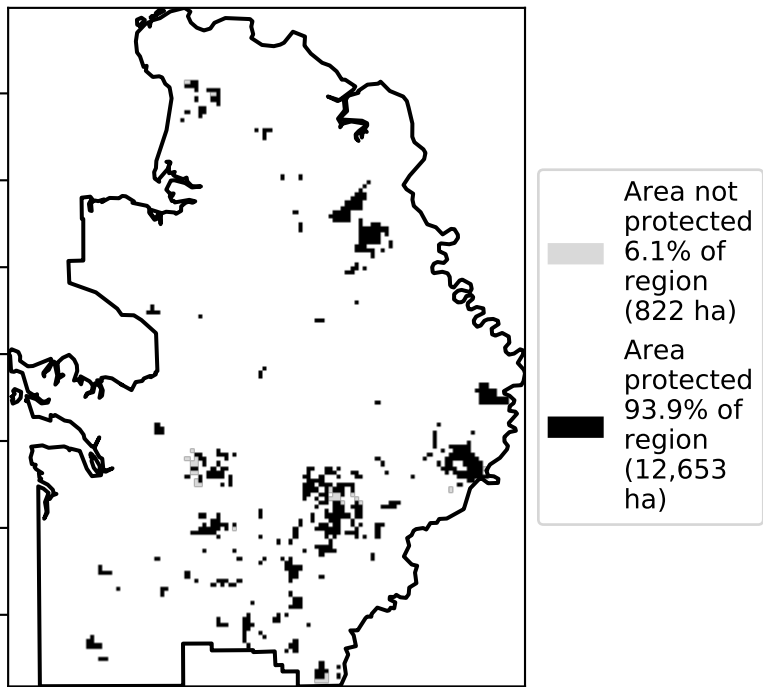 Area not
protected
6.1% of
region
(822 ha)
Area
protected
93.9% of
region
(12,653
ha)